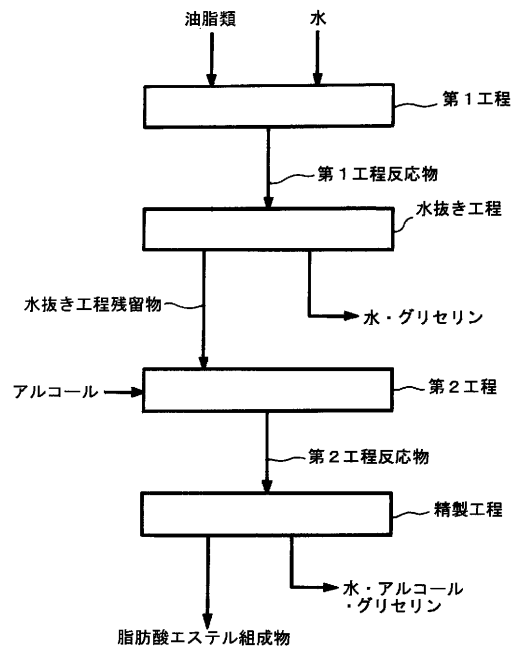 油脂類
水
第１工程
第１工程反応物
水抜き工程
水抜き工程残留物
水・グリセリン
アルコール
第２工程
第２工程反応物
精製工程
水・アルコール
・グリセリン
脂肪酸エステル組成物